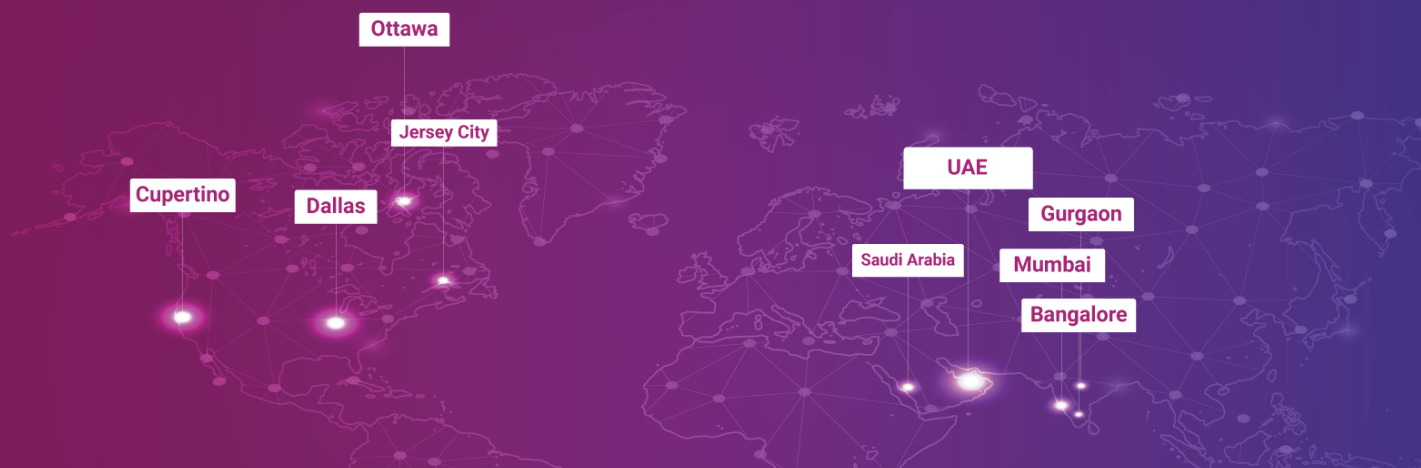 Ottawa
Jersey City
Cupertino
Dallas
UAE
Gurgaon
Saudi Arabia
Mumbai
Bangalore